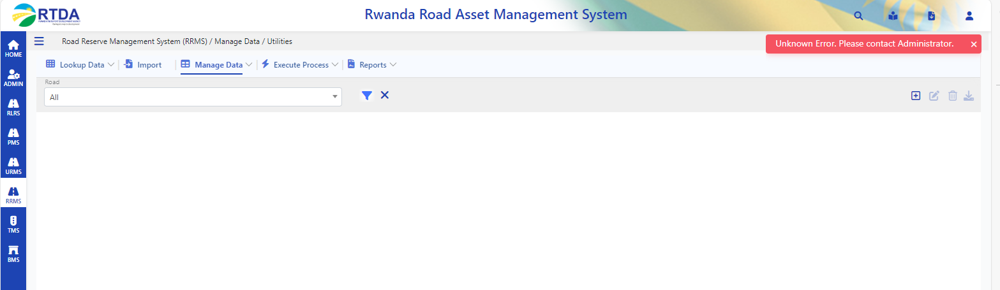 RTDA
Rwanda Road Asset Management System
HOME
ADMIN
RLRS
PMS
URMS
RRMS
TMS
BMS
Road Reserve Management System (RRMS) / Manage Data / Utilities
Unknown Error. Please contact Administrator. ×
Lookup Data
Import
Manage Data
Execute Process
Reports
Road
All